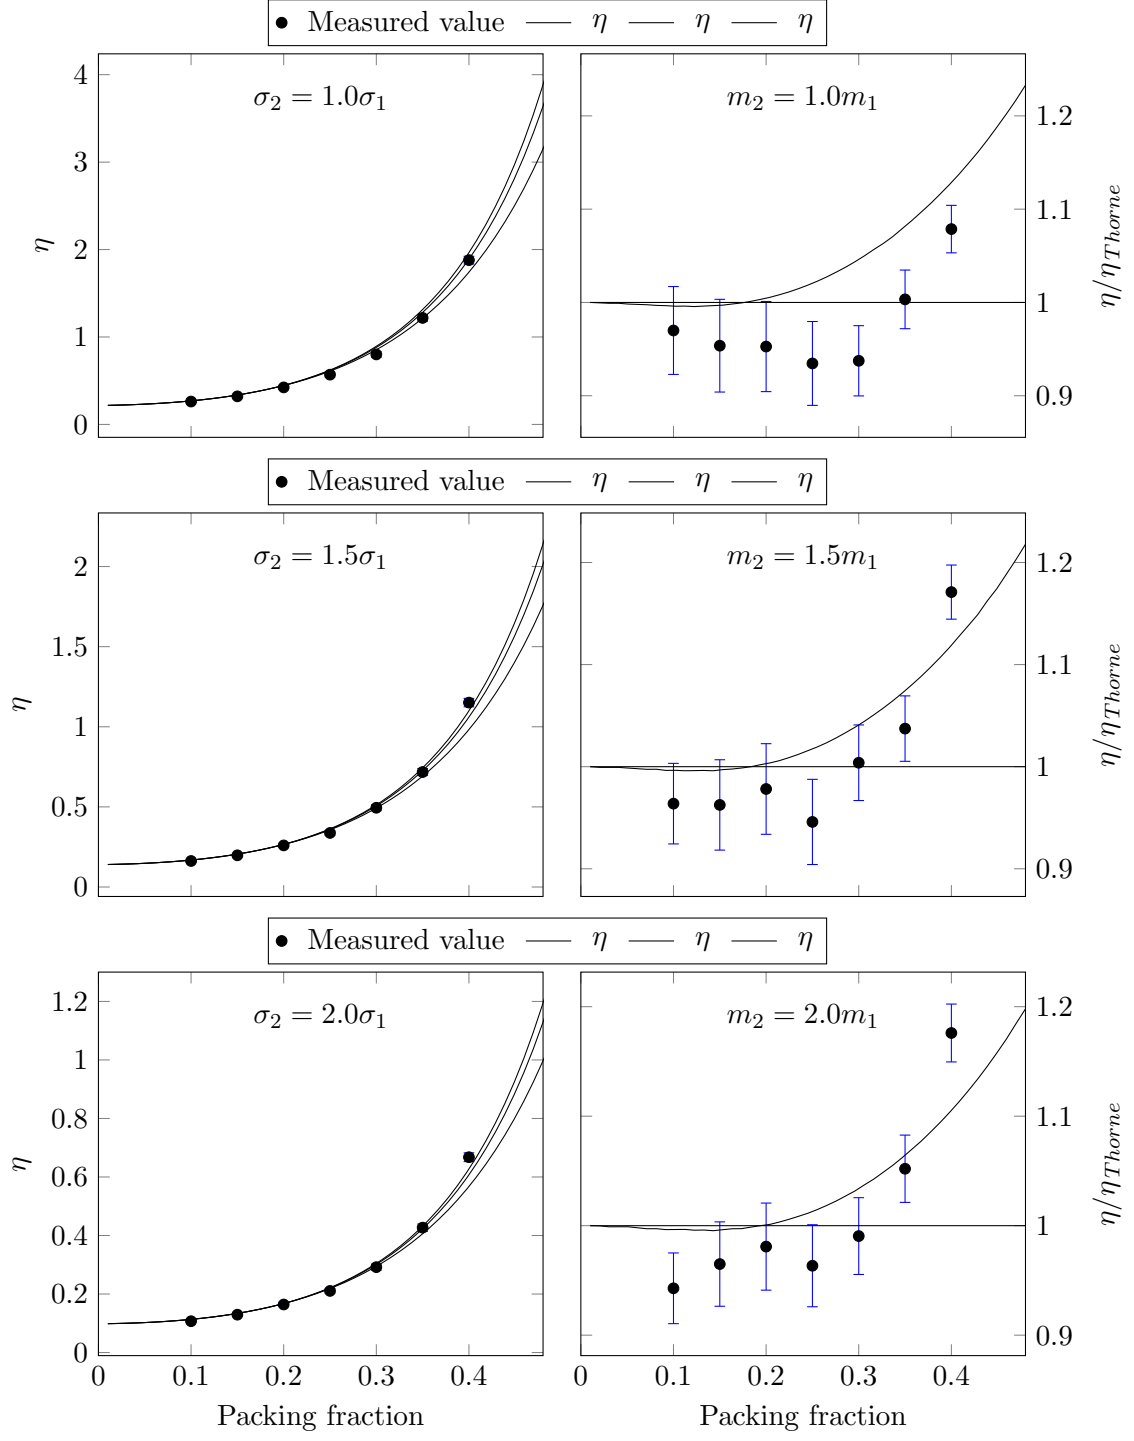 Measured value η η η
σ₂ = 1.0σ₁
m₂ = 1.0m₁
4
3
2
1
0
η
1.2
1.1
1
0.9
η/η_Thorne
Measured value η η η
σ₂ = 1.5σ₁
m₂ = 1.5m₁
2
1.5
1
0.5
0
η
1.2
1.1
1
0.9
η/η_Thorne
Measured value η η η
σ₂ = 2.0σ₁
m₂ = 2.0m₁
1.2
1
0.8
0.6
0.4
0.2
0
η
1.2
1.1
1
0.9
η/η_Thorne
0 0.1 0.2 0.3 0.4
0 0.1 0.2 0.3 0.4
Packing fraction
Packing fraction